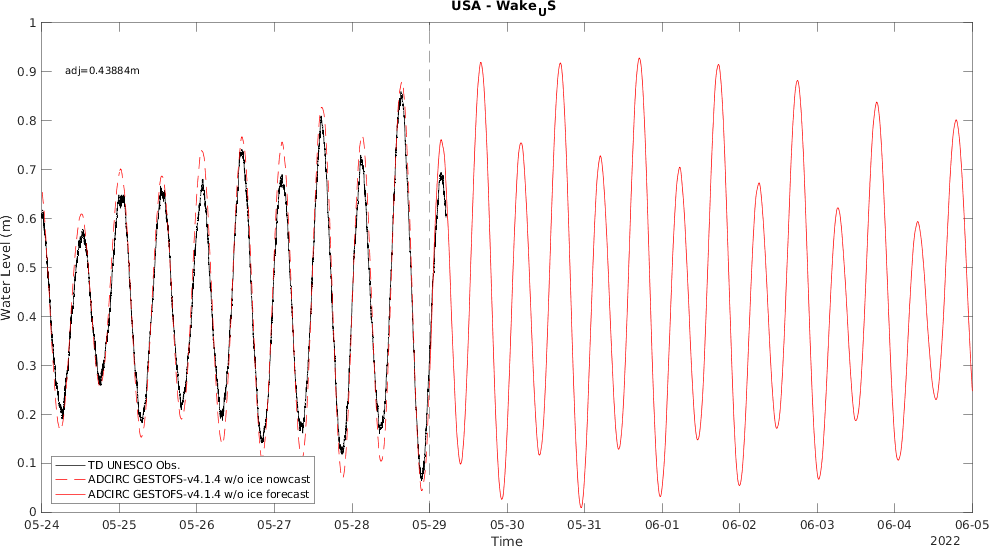 USA - Wake_US
adj=0.43884m
Water Level (m)
1
0.9
0.8
0.7
0.6
0.5
0.4
0.3
0.2
0.1
0
TD UNESCO Obs.
ADCIRC GESTOFS-v4.1.4 w/o ice nowcast
ADCIRC GESTOFS-v4.1.4 w/o ice forecast
05-24 05-25 05-26 05-27 05-28 05-29 05-30 05-31 06-01 06-02 06-03 06-04 06-05
Time
2022